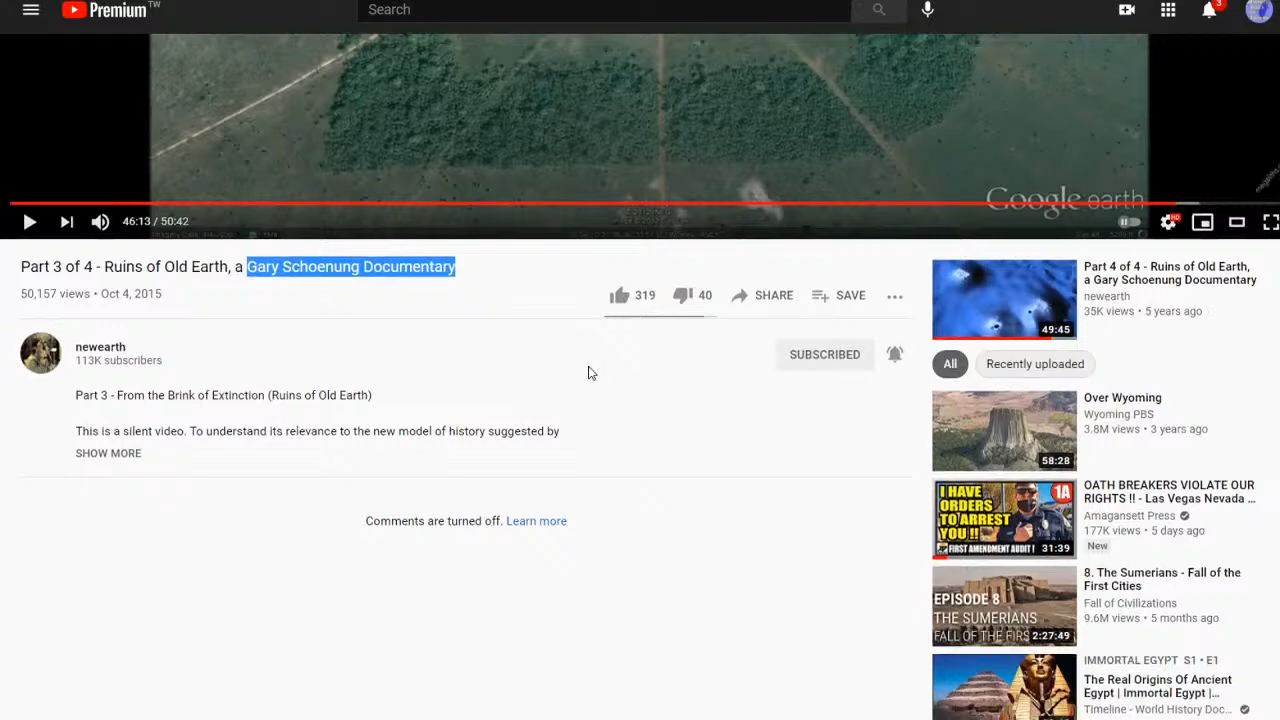 Premium TW
Search
3
Google earth
46:13 / 50:42
HD
Part 3 of 4 - Ruins of Old Earth, a Gary Schoenung Documentary
50,157 views • Oct 4, 2015
319
40
SHARE
SAVE
newearth
113K subscribers
SUBSCRIBED
Part 3 - From the Brink of Extinction (Ruins of Old Earth)
This is a silent video. To understand its relevance to the new model of history suggested by
SHOW MORE
Comments are turned off. Learn more
49:45
Part 4 of 4 - Ruins of Old Earth,
a Gary Schoenung Documentary
newearth
35K views • 5 years ago
All
Recently uploaded
58:28
Over Wyoming
Wyoming PBS
3.8M views • 3 years ago
I HAVE
ORDERS
TO ARREST
YOU !!
1A
FIRST AMENDMENT AUDIT !
31:39
OATH BREAKERS VIOLATE OUR
RIGHTS !! - Las Vegas Nevada ...
Amagansett Press
177K views • 5 days ago
New
EPISODE 8
THE SUMERIANS
FALL OF THE FIRS
2:27:49
8. The Sumerians - Fall of the
First Cities
Fall of Civilizations
9.6M views • 5 months ago
IMMORTAL EGYPT S1 • E1
The Real Origins Of Ancient
Egypt | Immortal Egypt |...
Timeline - World History Doc...